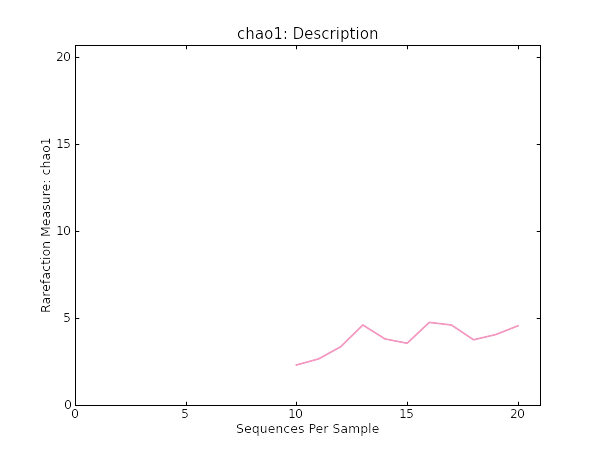 chao1: Description
20
15
10
5
0
Rarefaction Measure: chao1
0 5 10 15 20
Sequences Per Sample